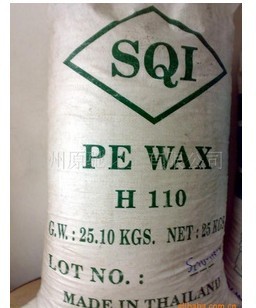 SQI
PE WAX
H 110
G.W.: 25.10 KGS. NET: 25 KGS
LOT NO. :
MADE IN THAILAND